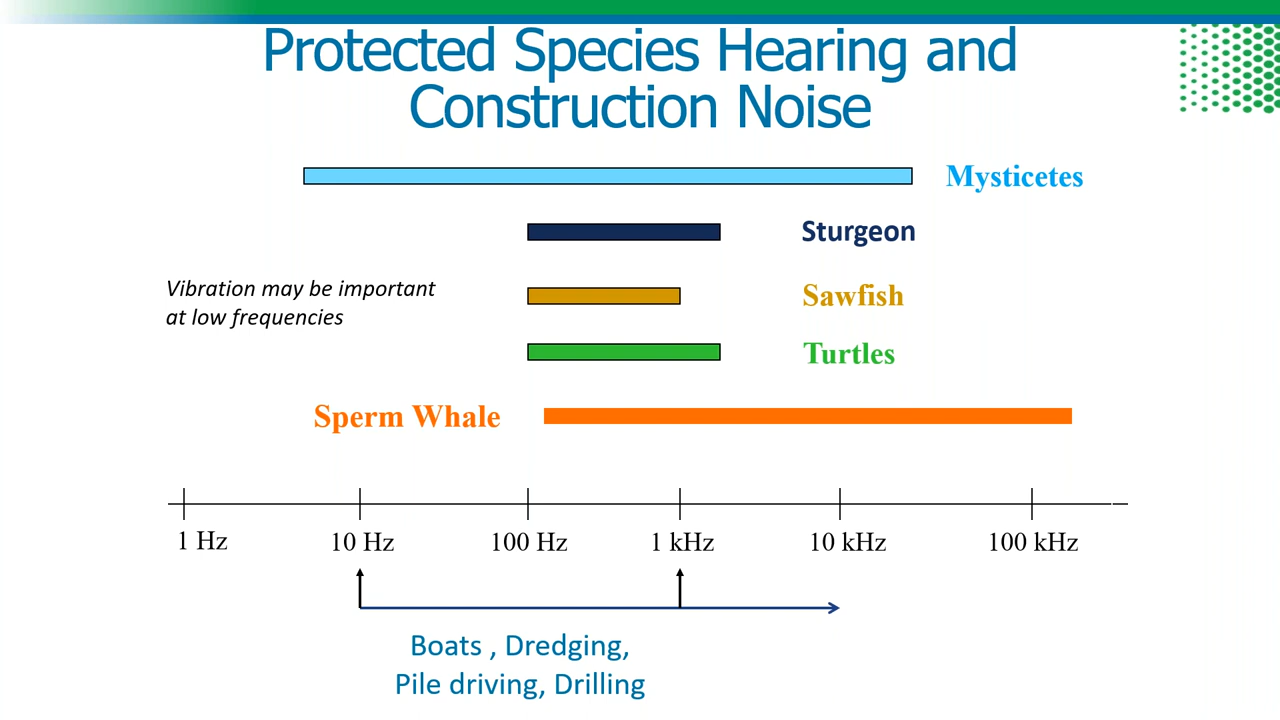 Protected Species Hearing and
Construction Noise
Mysticetes
Sturgeon
Vibration may be important
at low frequencies
Sawfish
Turtles
Sperm Whale
1 Hz
10 Hz
100 Hz
1 kHz
10 kHz
100 kHz
Boats , Dredging,
Pile driving, Drilling